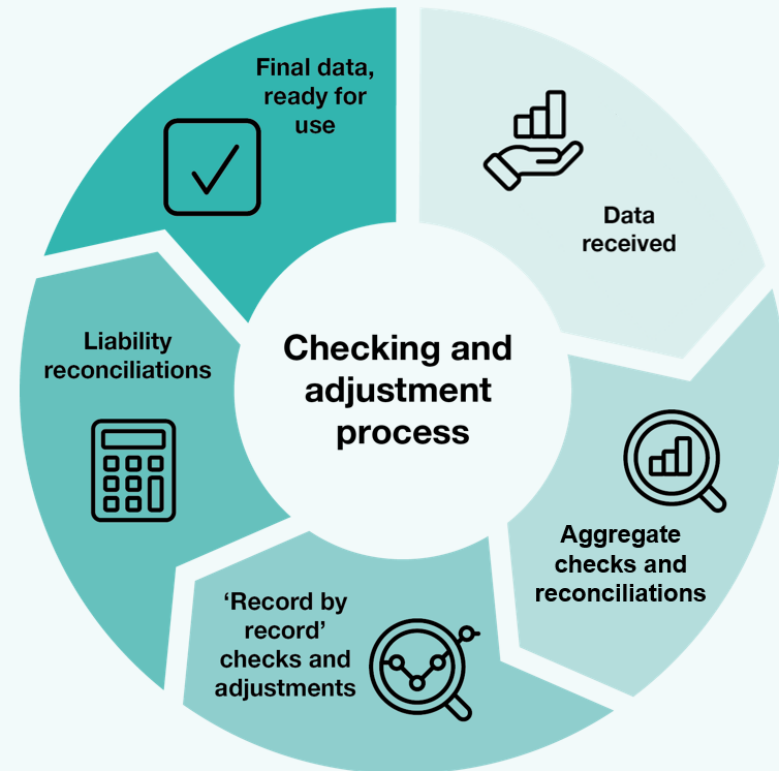 Checking and
adjustment
process
Data
received
Aggregate
checks and
reconciliations
‘Record by
record’
checks and
adjustments
Liability
reconciliations
Final data,
ready for
use